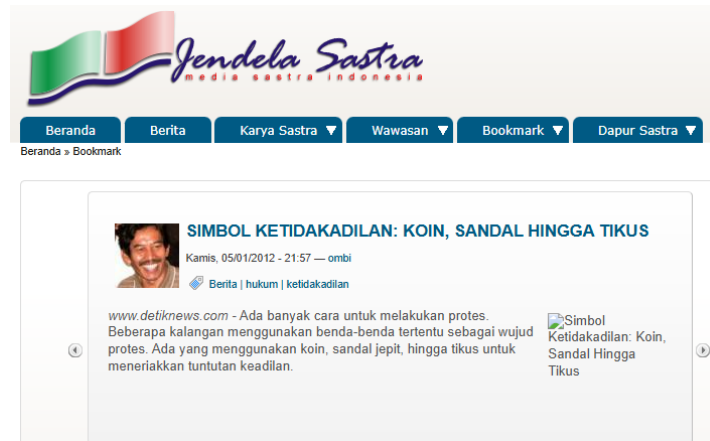 Jendela Sastra
media sastra indonesia
Beranda Berita Karya Sastra ▼ Wawasan ▼ Bookmark ▼ Dapur Sastra ▼
Beranda » Bookmark
SIMBOL KETIDAKADILAN: KOIN, SANDAL HINGGA TIKUS
Kamis, 05/01/2012 - 21:57 — ombi
Berita | hukum | ketidakadilan
www.detiknews.com - Ada banyak cara untuk melakukan protes.
Beberapa kalangan menggunakan benda-benda tertentu sebagai wujud
protes. Ada yang menggunakan koin, sandal jepit, hingga tikus untuk
meneriakkan tuntutan keadilan.
Simbol
Ketidakadilan: Koin,
Sandal Hingga
Tikus